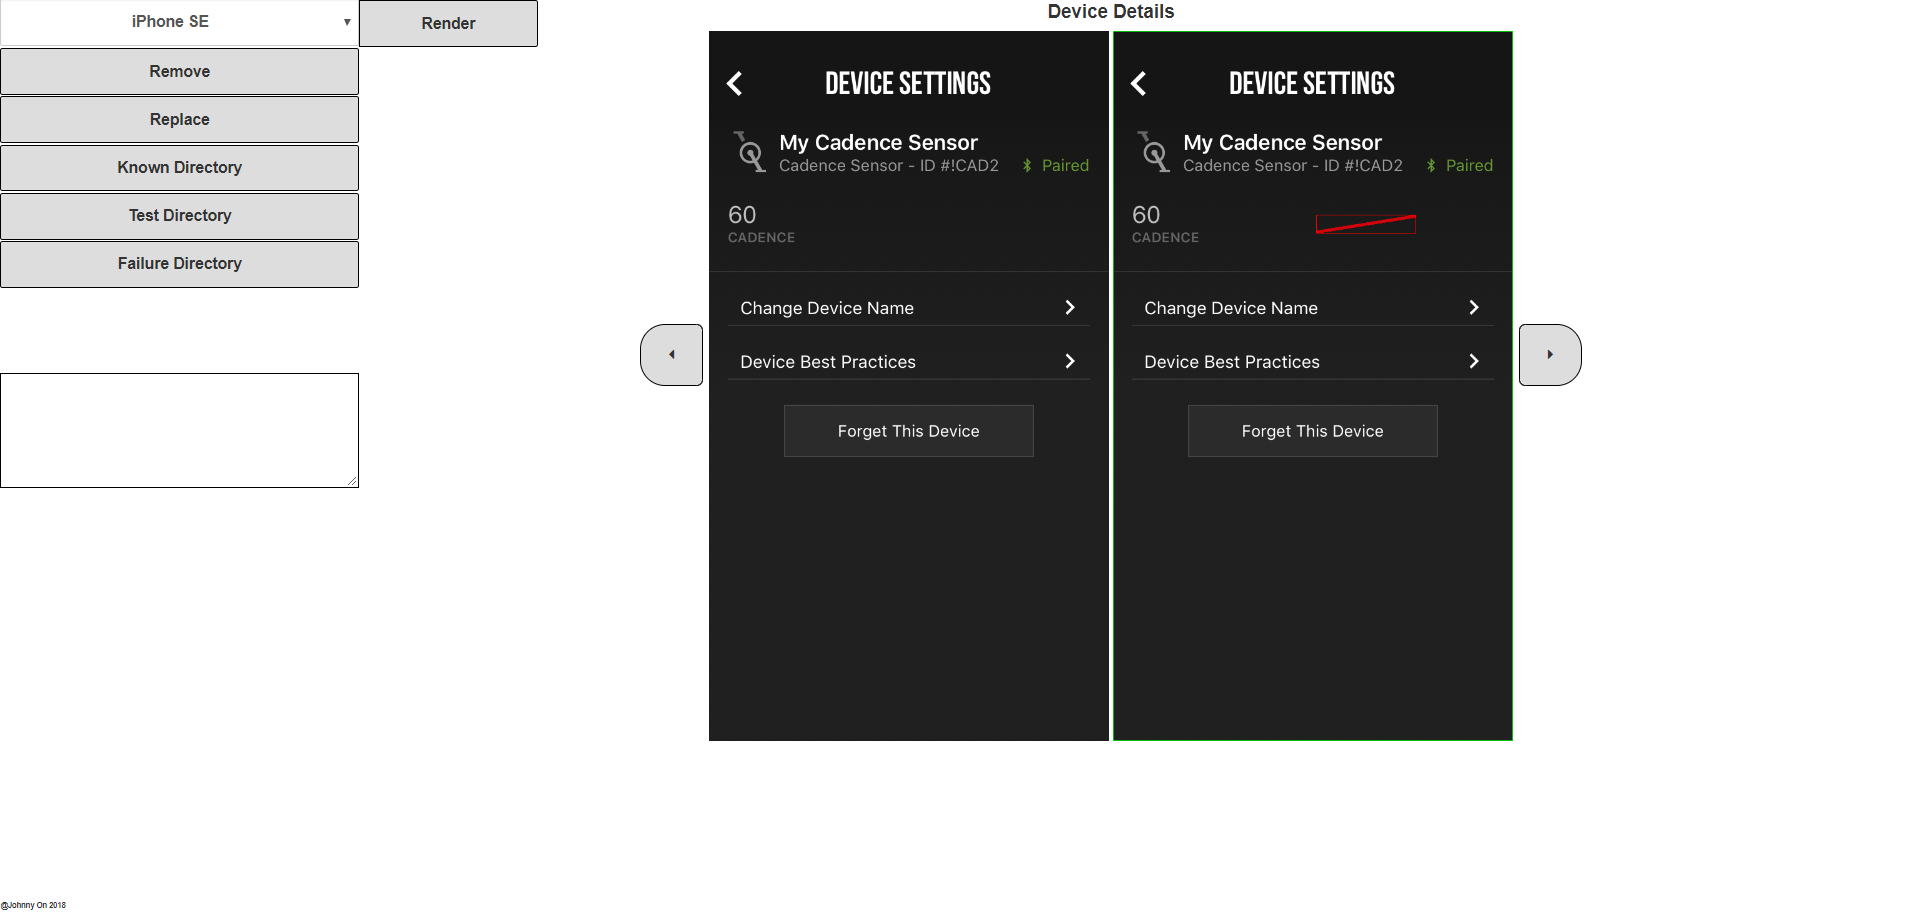 iPhone SE
Render
Remove
Replace
Known Directory
Test Directory
Failure Directory
Device Details
DEVICE SETTINGS
My Cadence Sensor
Cadence Sensor - ID #!CAD2 Paired
60
CADENCE
Change Device Name
Device Best Practices
Forget This Device
DEVICE SETTINGS
My Cadence Sensor
Cadence Sensor - ID #!CAD2 Paired
60
CADENCE
Change Device Name
Device Best Practices
Forget This Device
@Johnny On 2018